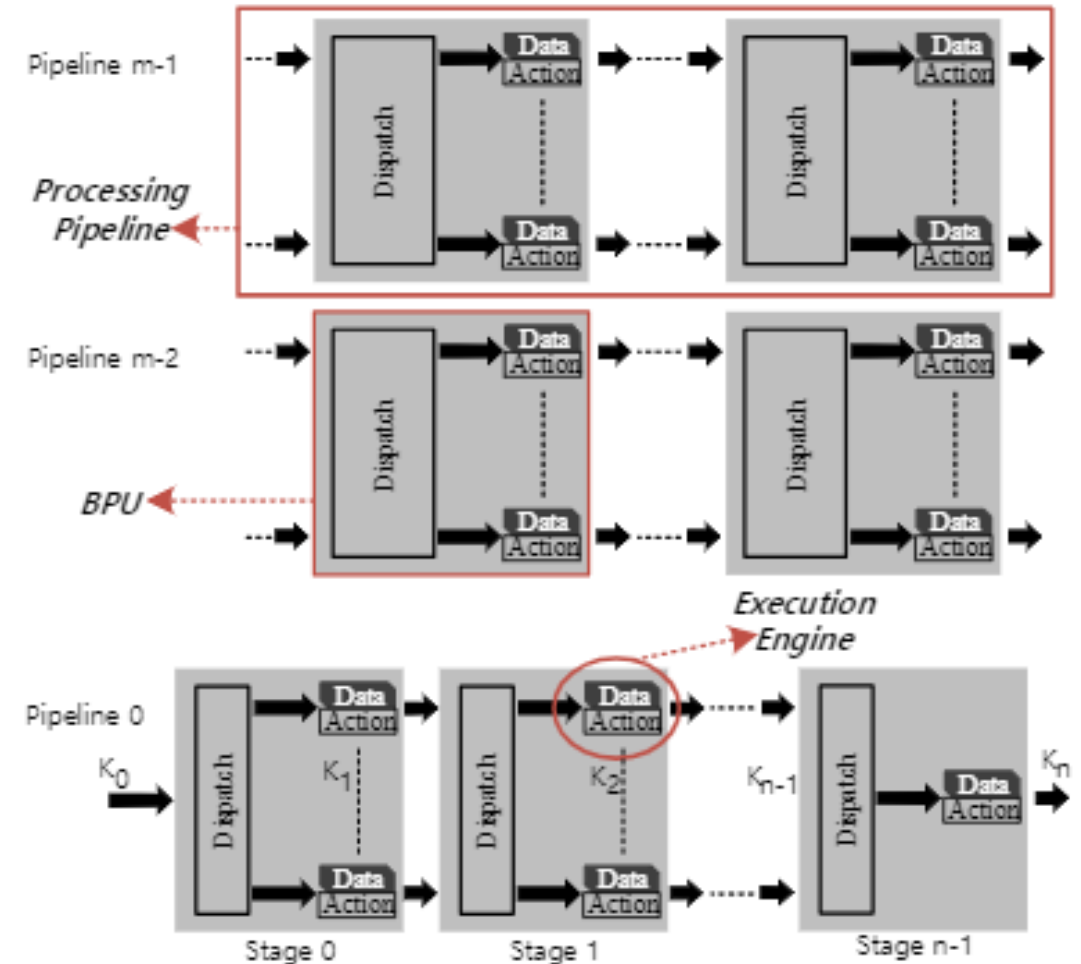 Pipeline m-1
Dispatch
Data
Action
Data
Action
Dispatch
Data
Action
Data
Action
Processing
Pipeline
Pipeline m-2
Dispatch
Data
Action
Data
Action
Dispatch
Data
Action
Data
Action
BPU
Execution
Engine
Pipeline 0
K0
Dispatch
Data
Action
K1
Data
Action
Dispatch
Data
Action
K2
Data
Action
Kn-1
Dispatch
Data
Action
Kn
Stage 0
Stage 1
Stage n-1